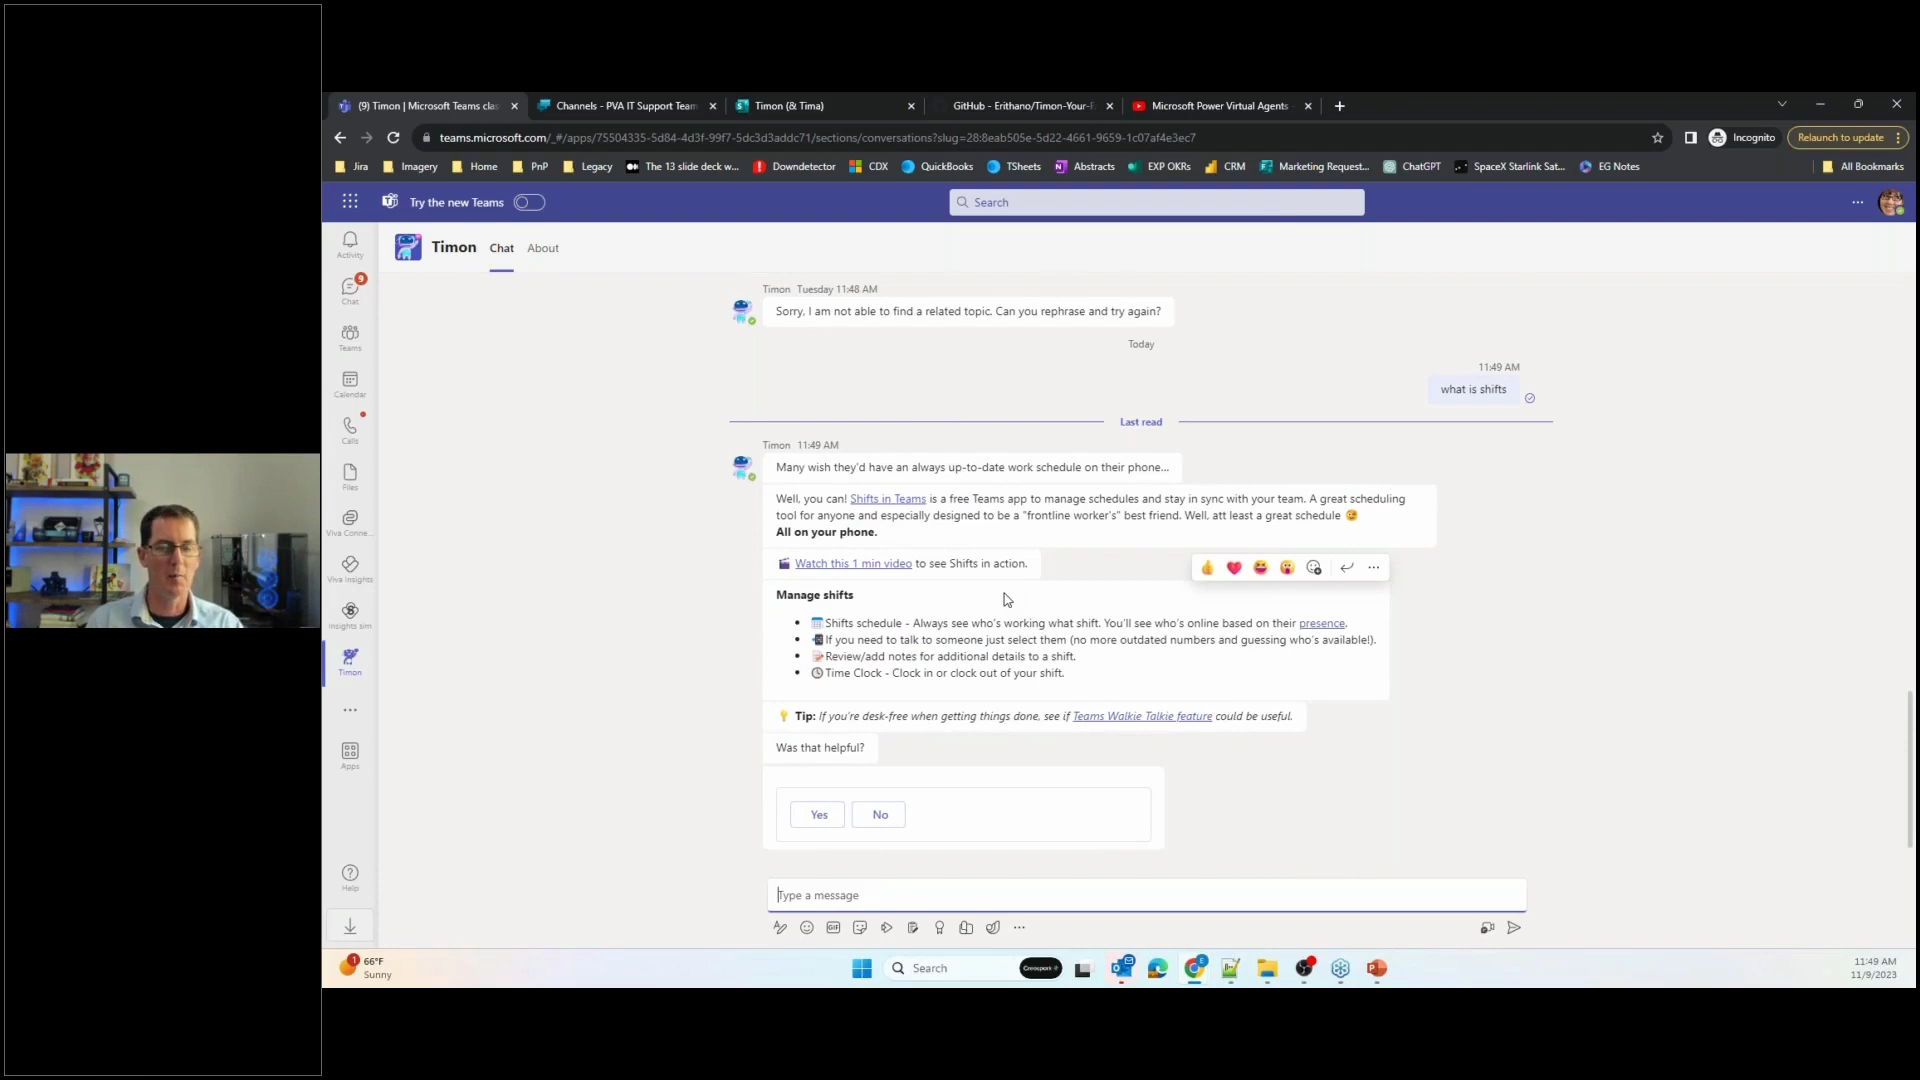 (9) Timon | Microsoft Teams clas
Channels - PVA IT Support Team
Timon (& Tima)
GitHub - Erithano/Timon-Your-
Microsoft Power Virtual Agents
teams.microsoft.com/_#/apps/75504335-5d84-4d3f-99f7-5dc3d3addc71/sections/conversations?slug=28:8eab505e-5d22-4661-9659-1c07af4e3ec7
Incognito
Relaunch to update
Jira
Imagery
Home
PnP
Legacy
The 13 slide deck w...
Downdetector
CDX
QuickBooks
TSheets
Abstracts
EXP OKRs
CRM
Marketing Request...
ChatGPT
SpaceX Starlink Sat...
EG Notes
All Bookmarks
Try the new Teams
Search
Timon
Chat
About
Activity
9
Chat
Teams
Calendar
Calls
Files
Viva Conne...
Viva Insights
Insights sim
Timon
Apps
Help
Timon Tuesday 11:48 AM
Sorry, I am not able to find a related topic. Can you rephrase and try again?
Today
11:49 AM
what is shifts
Last read
Timon 11:49 AM
Many wish they'd have an always up-to-date work schedule on their phone...
Well, you can! Shifts in Teams is a free Teams app to manage schedules and stay in sync with your team. A great scheduling
tool for anyone and especially designed to be a "frontline worker's" best friend. Well, att least a great schedule 😉
All on your phone.
🎬 Watch this 1 min video to see Shifts in action.
Manage shifts
• 📅Shifts schedule - Always see who's working what shift. You'll see who's online based on their presence.
• 📲If you need to talk to someone just select them (no more outdated numbers and guessing who's available!).
• 📝Review/add notes for additional details to a shift.
• 🕓Time Clock - Clock in or clock out of your shift.
💡 Tip: If you're desk-free when getting things done, see if Teams Walkie Talkie feature could be useful.
Was that helpful?
Yes
No
Type a message
GIF
1
66°F
Sunny
Search
11:49 AM
11/9/2023